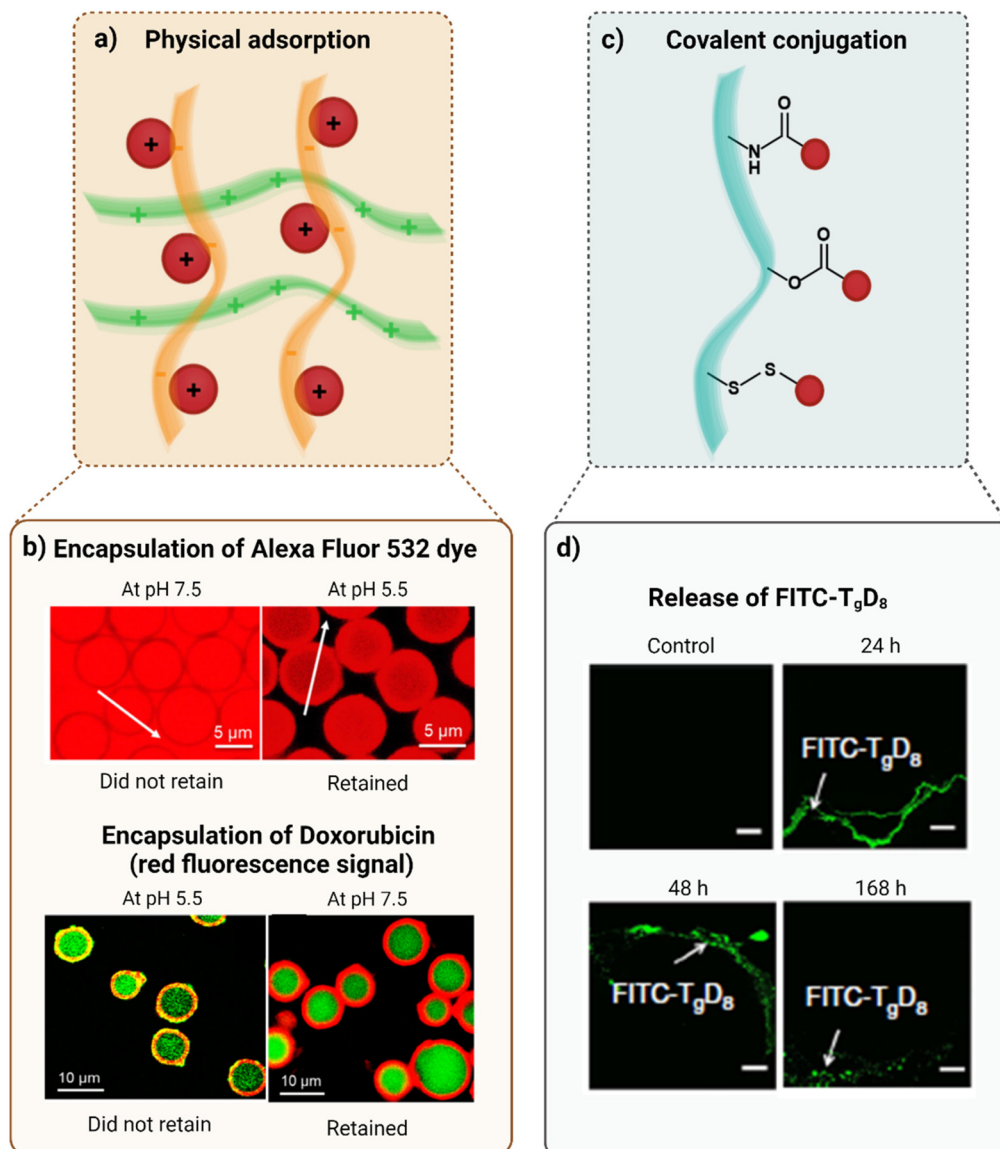 a) Physical adsorption
+ +
- -
+ + + + +
+ +
- -
+ + + + +
- -
+ +
c) Covalent conjugation
O
N
H
O
O
S S
b) Encapsulation of Alexa Fluor 532 dye
At pH 7.5 At pH 5.5
5 µm 5 µm
Did not retain Retained
Encapsulation of Doxorubicin
(red fluorescence signal)
At pH 5.5 At pH 7.5
10 µm 10 µm
Did not retain Retained
d)
Release of FITC-TgD8
Control 24 h
FITC-TgD8
48 h 168 h
FITC-TgD8 FITC-TgD8